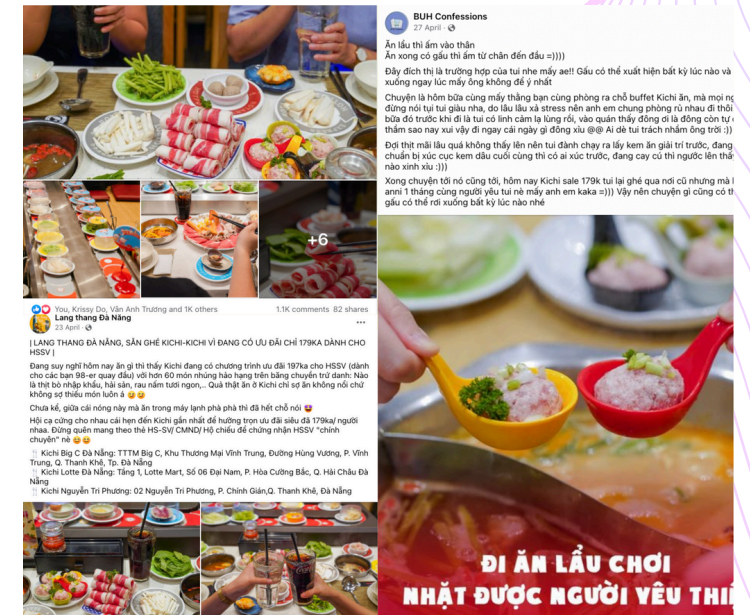 +6
You, Krissy Do, Vân Anh Trương and 1K others
1.1K comments 82 shares
Lang thang Đà Nẵng
23 April ·
| LANG THANG ĐÀ NẴNG, SẴN GHÉ KICHI-KICHI VÌ ĐANG CÓ ƯU ĐÃI CHỈ 179KA DÀNH CHO
HSSV |
Đang suy nghĩ hôm nay ăn gì thì thấy Kichi đang có chương trình ưu đãi 197ka cho HSSV (dành
cho các bạn 98-er quay đầu) với hơn 60 món nhúng hảo hạng trên băng chuyền trứ danh: Nào
là thịt bò nhập khẩu, hải sản, rau nấm tươi ngon,.. Quả thật ăn ở Kichi chỉ sợ ăn không nổi chứ
không sợ thiếu món luôn á
Chưa kể, giữa cái nóng này mà ăn trong máy lạnh phà phà thì đã hết chỗ nói
Hội cạ cứng cho nhau cái hẹn đến Kichi gần nhất để hưởng trọn ưu đãi siêu đã 179ka/ người
nhaa. Đừng quên mang theo thẻ HS-SV/ CMND/ Hộ chiếu để chứng nhận HSSV "chính
chuyên" nè
Kichi Big C Đà Nẵng: TTTM Big C, Khu Thương Mại Vĩnh Trung, Đường Hùng Vương, P. Vĩnh
Trung, Q. Thanh Khê, Tp. Đà Nẵng
Kichi Lotte Đà Nẵng: Tầng 1, Lotte Mart, Số 06 Đại Nam, P. Hòa Cường Bắc, Q. Hải Châu Đà
Nẵng
Kichi Nguyễn Tri Phương: 02 Nguyễn Tri Phương, P. Chính Gián,Q. Thanh Khê, Đà Nẵng
BUH Confessions
27 April ·
Ăn lẩu thì ấm vào thân
Ăn xong có gấu thì ấm từ chân đến đầu =))))
Đây đích thị là trường hợp của tui nhe mấy ae!! Gấu có thể xuất hiện bất kỳ lúc nào và
xuống ngay lúc mấy ông không để ý nhất
Chuyện là hôm bữa cùng mấy thằng bạn cùng phòng ra chỗ buffet Kichi ăn, mà mọi
đừng nói tụi tui giàu nha, do lâu lâu xả stress nên anh em chung phòng rủ nhau đi thôi
bữa đó trước khi đi là tui có linh cảm lạ lùng rồi, vào quán thấy đông ơi là đông còn tự
thầm sao nay xui vậy đi ngay cái ngày gì đông xỉu @@ Ai dè tui trách nhầm ông trời :))
Đợi thịt mãi lâu quá không thấy lên nên tui đành chạy ra lấy kem ăn giải trí trước, đang
chuẩn bị xúc cục kem dâu cuối cùng thì có ai xúc trước, đang cay cú thì ngước lên
nào xinh xỉu :)))
Xong chuyện tới nó cũng tới, hôm nay Kichi sale 179k tui lại ghé qua nơi cũ nhưng mà
anni 1 tháng cùng người yêu tui nè mấy anh em kaka =))) Vậy nên chuyện gì cũng có
gấu có thể rơi xuống bất kỳ lúc nào nhé
ĐI ĂN LẨU CHƠI
NHẶT ĐƯỢC NGƯỜI YÊU